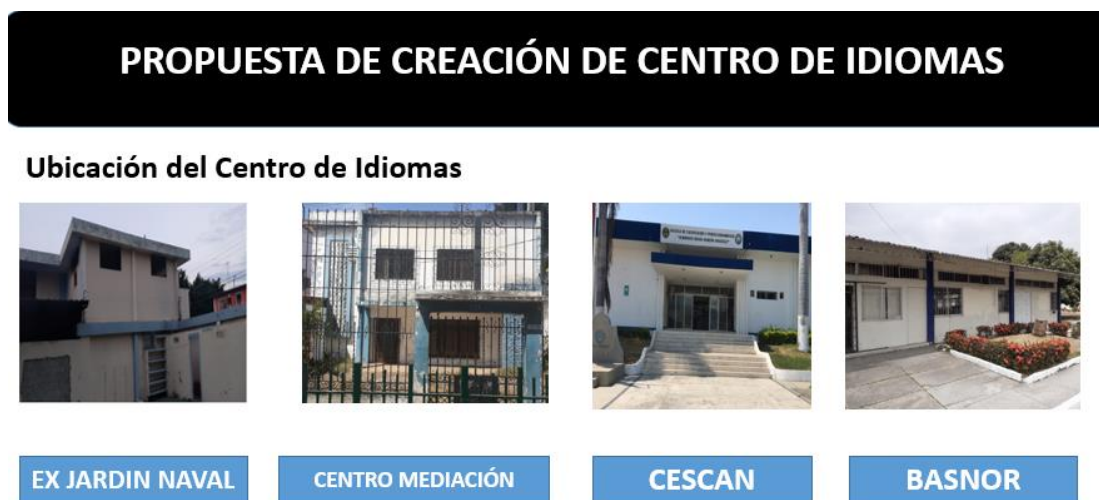 PROPUESTA DE CREACIÓN DE CENTRO DE IDIOMAS
Ubicación del Centro de Idiomas
EX JARDIN NAVAL
CENTRO MEDIACIÓN
CESCAN
BASNOR